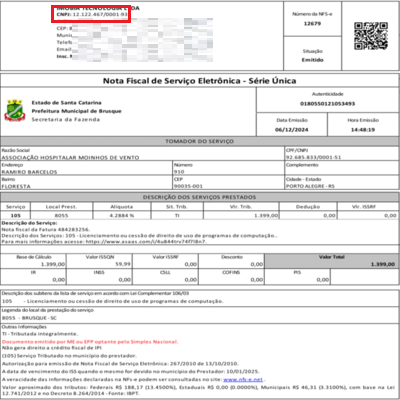 IMOBIA TECNOLOGIA LTDA
CNPJ: 12.122.467/0001-91
CEP:
Munic
Telefo
E-mai
Insc. M
Número da NFS-e
12679
Situação
Emitido
Nota Fiscal de Serviço Eletrônica - Série Única
Estado de Santa Catarina
PREFEITURA Município de Brusque
Secretaria da Fazenda
Autenticidade
0180550121053493
Data Emissão
Hora Emissão
06/12/2024
14:48:19
TOMADOR DO SERVIÇO
Razão Social
CPF/CNPJ
ASSOCIAÇÃO HOSPITALAR MOINHOS DE VENTO
92.685.833/0001-51
Endereço
Número
Complemento
RAMIRO BARCELOS
910
Bairro
CEP
Cidade - Estado
FLORESTA
90035-001
PORTO ALEGRE - RS
DESCRIÇÃO DOS SERVIÇOS PRESTADOS
Serviço
Local Prest.
Alíquota
Sit. Trib.
Vlr. Trib.
Dedução
Vlr. ISSRF
105
8055
4.2884 %
TI
1.399,00
0,00
0,00
Descrição do Serviço:
Nota fiscal da Fatura 484283256.
Descrição dos Serviços: 105 - Licenciamento ou cessão de direito de uso de programas de computação..
Para mais informações acesse:
Base de Cálculo
Valor ISSQN
Valor ISSRF
Desconto
Valor Total
1.399,00
59,99
0,00
0,00
1.399,00
IR
INSS
CSLL
COFINS
PIS
0,00
0,00
0,00
0,00
0,00
Descrição dos subitens da lista de serviço em acordo com Lei Complementar 106/03
105 - Licenciamento ou cessão de direito de uso de programas de computação.
Legenda do local da prestação do serviço
8055 - BRUSQUE - SC
Outras Informações
TI - Tributada integralmente.
Documento emitido por ME ou EPP optante pelo Simples Nacional.
Não gera direito a crédito fiscal de IPI
(105) Serviço Tributado no município do prestador.
Autorização para emissão de Nota Fiscal de Serviço Eletrônica: 267/2010 de 13/10/2010.
A data de vencimento do ISS quando o mesmo for devido no município do Prestador: 10/01/2025.
A veracidade das informações declaradas na NFs-e podem ser consultadas no site: www.nfs-e.net .
Valor aproximado dos tributos: Federais R$ 188,17 (13.4500%), Estaduais R$ 0,00 (0.0000%), Municipais R$ 46,31 (3.3100%), com base na Lei
12.741/2012 e no Decreto 8.264/2014 - Fonte: IBPT.